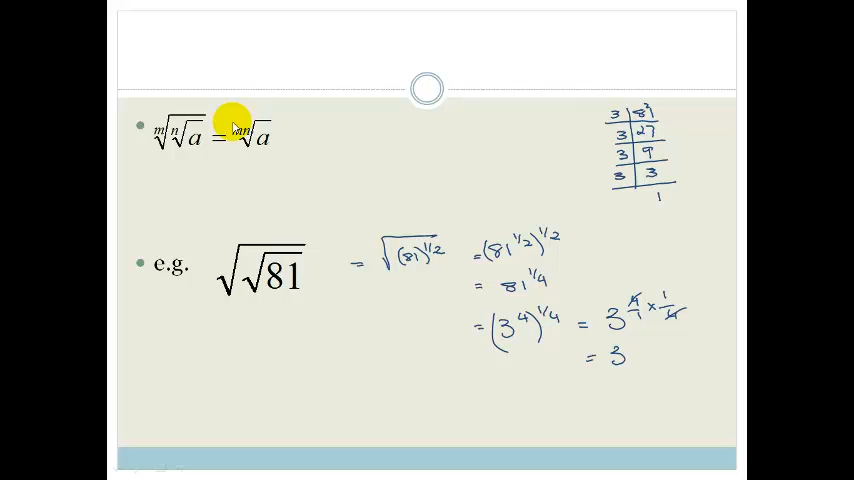 ᵐ√(ⁿ√a) = ᵐⁿ√a
3 | 81
3 | 27
3 | 9
3 | 3
1
e.g. √√81 = √(81)^1/2 = (81^1/2)^1/2
= 81^1/4
= (3^4)^1/4 = 3^4/1 × 1/4
= 3